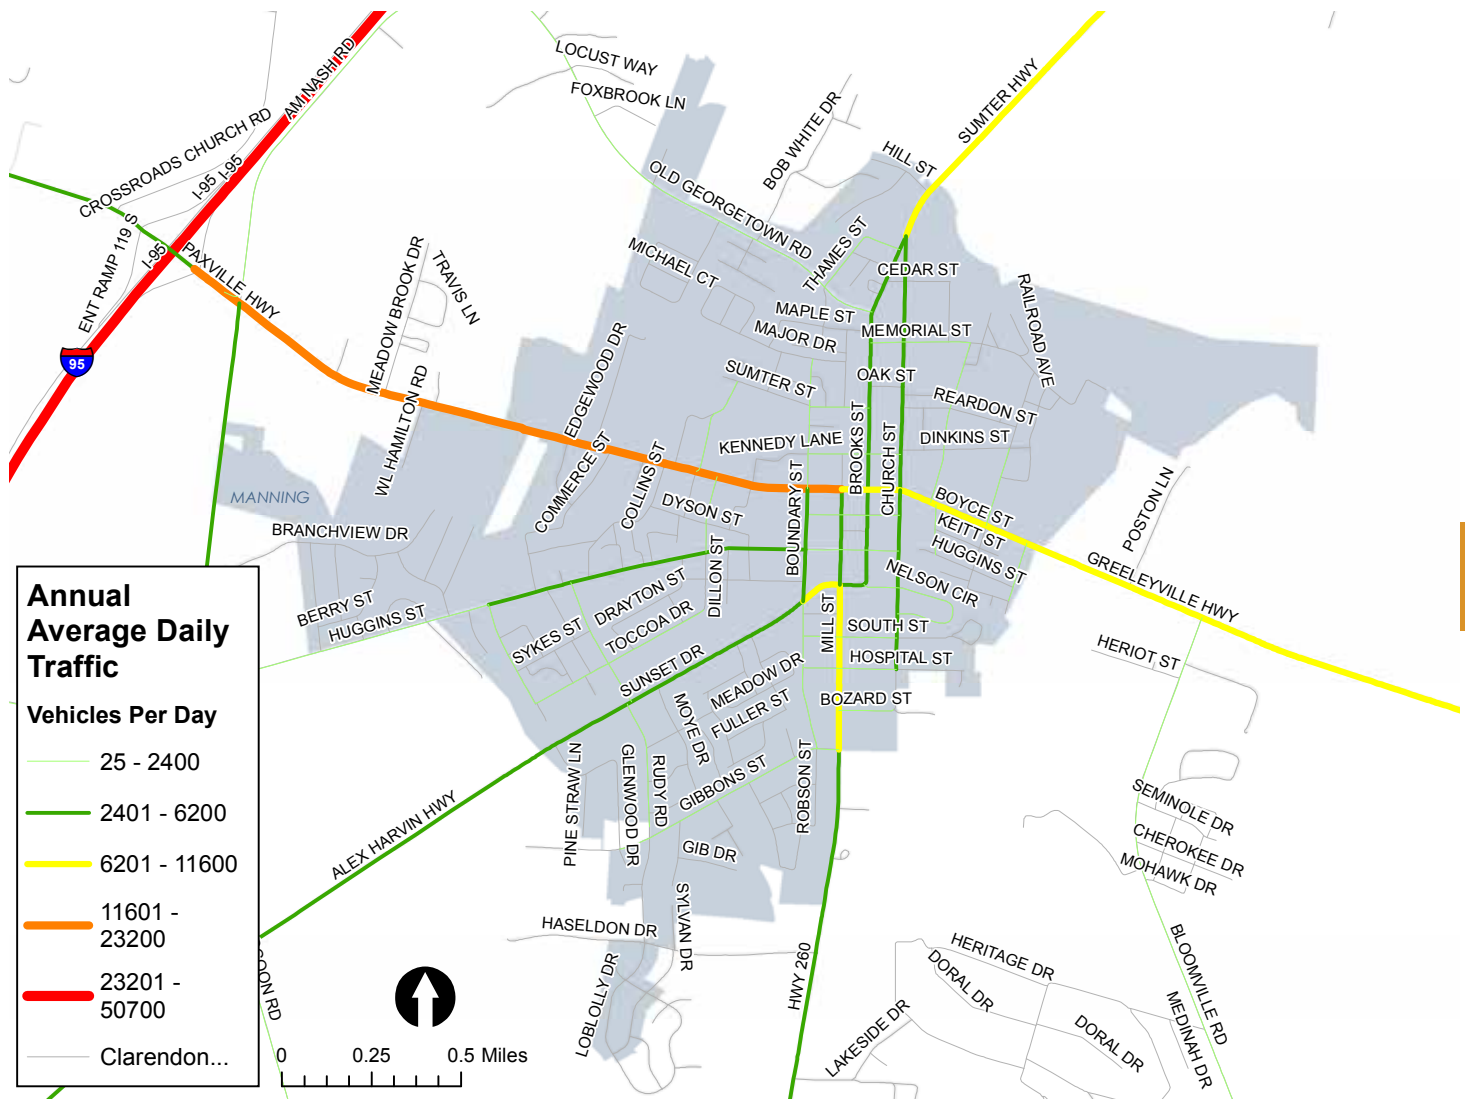 LOCUST WAY
FOXBROOK LN
AM NASH RD
SUMTER HWY
BOB WHITE DR
CROSSROADS CHURCH RD
HILL ST
I-95
I-95
OLD GEORGETOWN RD
ENT RAMP 119 S
I-95
PAXVILLE HWY
THAMES ST
MICHAEL CT
CEDAR ST
MEADOW BROOK DR
TRAVIS LN
RAILROAD AVE
MAPLE ST
MAJOR DR
MEMORIAL ST
95
EDGEWOOD DR
SUMTER ST
OAK ST
REARDON ST
WL HAMILTON RD
KENNEDY LANE
DINKINS ST
BROOKS ST
CHURCH ST
COMMERCE ST
COLLINS ST
BOUNDARY ST
MANNING
DYSON ST
BOYCE ST
KEITT ST
HUGGINS ST
POSTON LN
BRANCHVIEW DR
GREELEYVILLE HWY
DILLON ST
NELSON CIR
BERRY ST
HUGGINS ST
DRAYTON ST
SYKES ST
TOCCOA DR
MILL ST
SOUTH ST
HOSPITAL ST
HERIOT ST
SUNSET DR
MEADOW DR
MOYE DR
FULLER ST
BOZARD ST
PINE STRAW LN
GLENWOOD DR
RUDY RD
GIBBONS ST
ROBSON ST
ALEX HARVIN HWY
GIB DR
SEMINOLE DR
CHEROKEE DR
MOHAWK DR
HASELDON DR
SYLVAN DR
LOBLOLLY DR
HWY 260
HERITAGE DR
DORAL DR
DORAL DR
LAKESIDE DR
BLOOMVILLE RD
MEDINAH DR
OON RD
Annual
Average Daily
Traffic
Vehicles Per Day
25 - 2400
2401 - 6200
6201 - 11600
11601 -
23200
23201 -
50700
Clarendon...
0 0.25 0.5 Miles